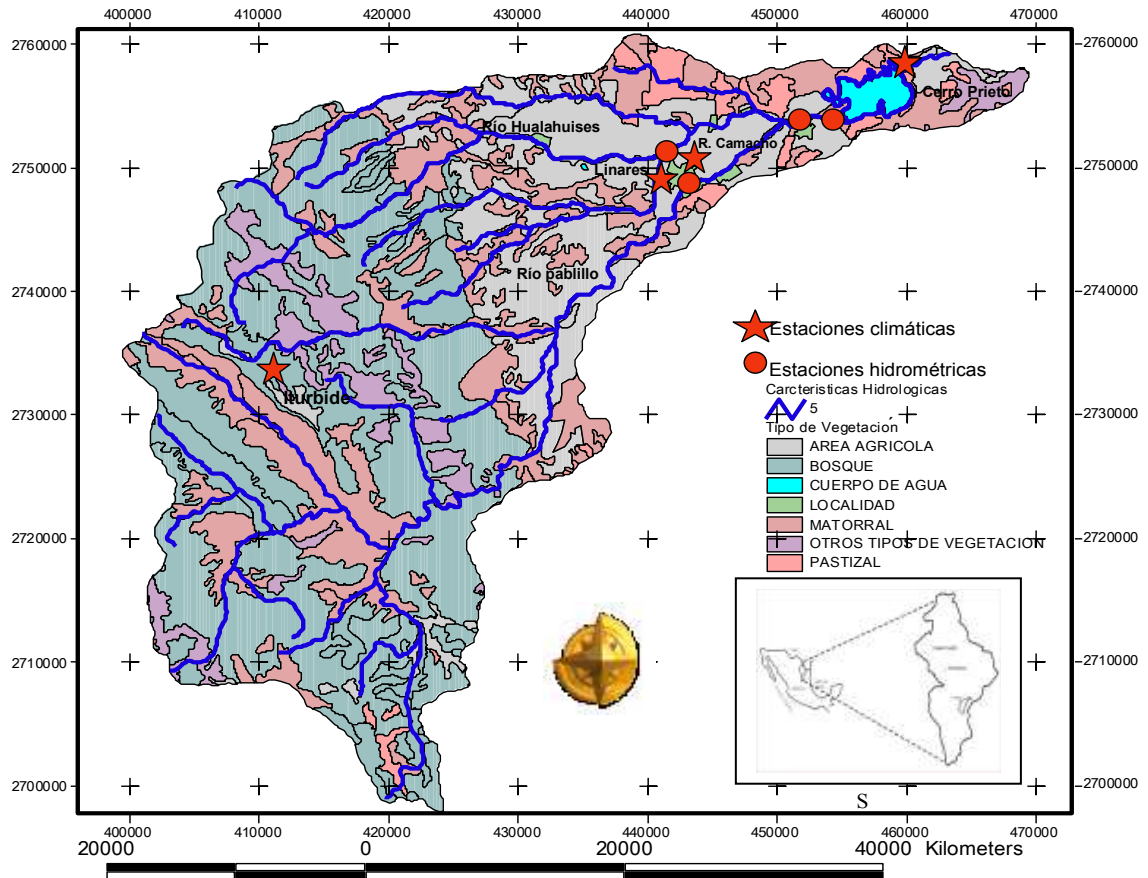 400000 410000 420000 430000 440000 450000 460000 470000
2760000 2760000
Cerro Prieto
Río Hualahuises
R. Camacho
2750000 2750000
Linares
2740000 2740000
Río pablillo
Estaciones climáticas
Estaciones hidrométricas
Carcteristicas Hidrologicas
5
Tipo de Vegetación
AREA AGRICOLA
BOSQUE
CUERPO DE AGUA
LOCALIDAD
MATORRAL
OTROS TIPOS DE VEGETACION
PASTIZAL
Iturbide
2730000 2730000
2720000 2720000
2710000 2710000
2700000 2700000
S
400000 410000 420000 430000 440000 450000 460000 470000
20000 0 20000 40000 Kilometers